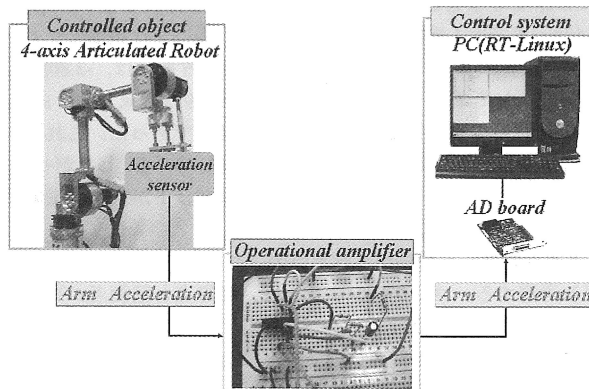 Controlled object
4-axis Articulated Robot
Acceleration
sensor
Arm Acceleration
Operational amplifier
Control system
PC(RT-Linux)
AD board
Arm Acceleration